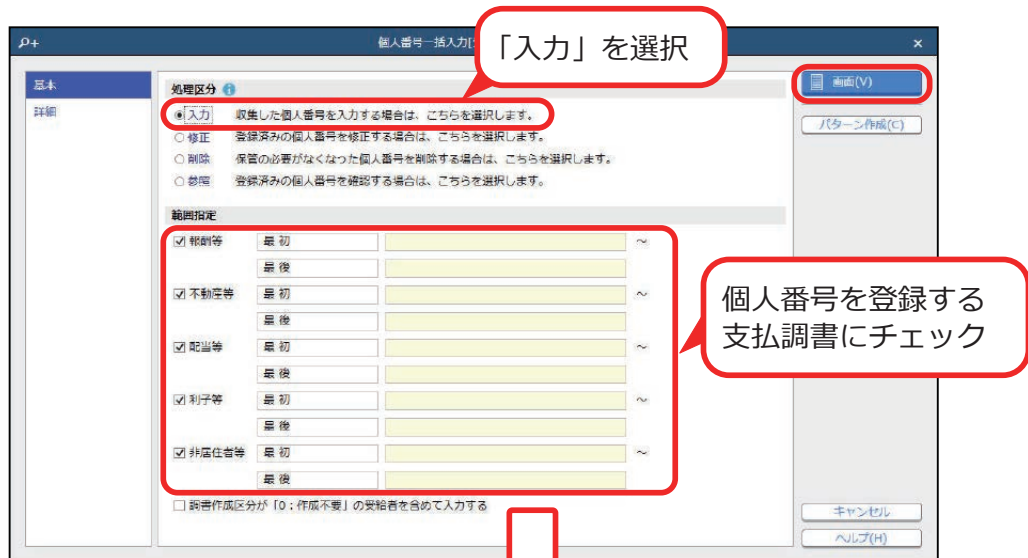 個人番号一括入力[
×
「入力」を選択
基本
詳細
処理区分
入力 収集した個人番号を入力する場合は、こちらを選択します。
修正 登録済みの個人番号を修正する場合は、こちらを選択します。
削除 保管の必要がなくなった個人番号を削除する場合は、こちらを選択します。
参照 登録済みの個人番号を確認する場合は、こちらを選択します。
画面(V)
パターン作成(C)
範囲指定
報酬等 最初 ～
最後
不動産等 最初 ～
最後
配当等 最初 ～
最後
利子等 最初 ～
最後
非居住者等 最初 ～
最後
個人番号を登録する
支払調書にチェック
調書作成区分が「0：作成不要」の受給者を含めて入力する
キャンセル
ヘルプ(H)